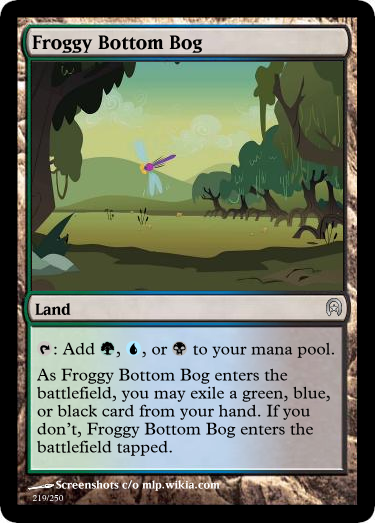 Froggy Bottom Bog
Land
: Add , , or to your mana pool.
As Froggy Bottom Bog enters the
battlefield, you may exile a green, blue,
or black card from your hand. If you
don't, Froggy Bottom Bog enters the
battlefield tapped.
Screenshots c/o mlp.wikia.com
219/250